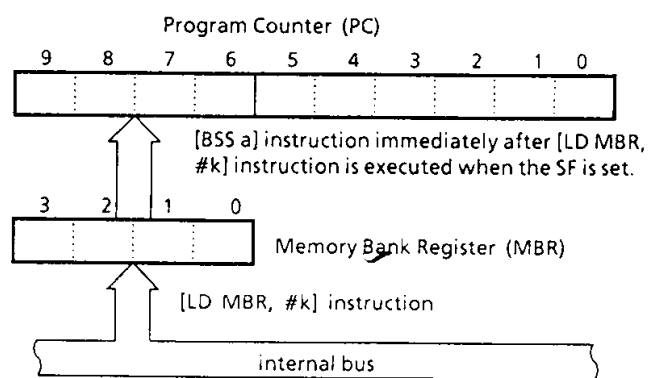 Program Counter (PC)
9 8 7 6 5 4 3 2 1 0
[BSS a] instruction immediately after [LD MBR,
#k] instruction is executed when the SF is set.
3 2 1 0
Memory Bank Register (MBR)
[LD MBR, #k] instruction
internal bus